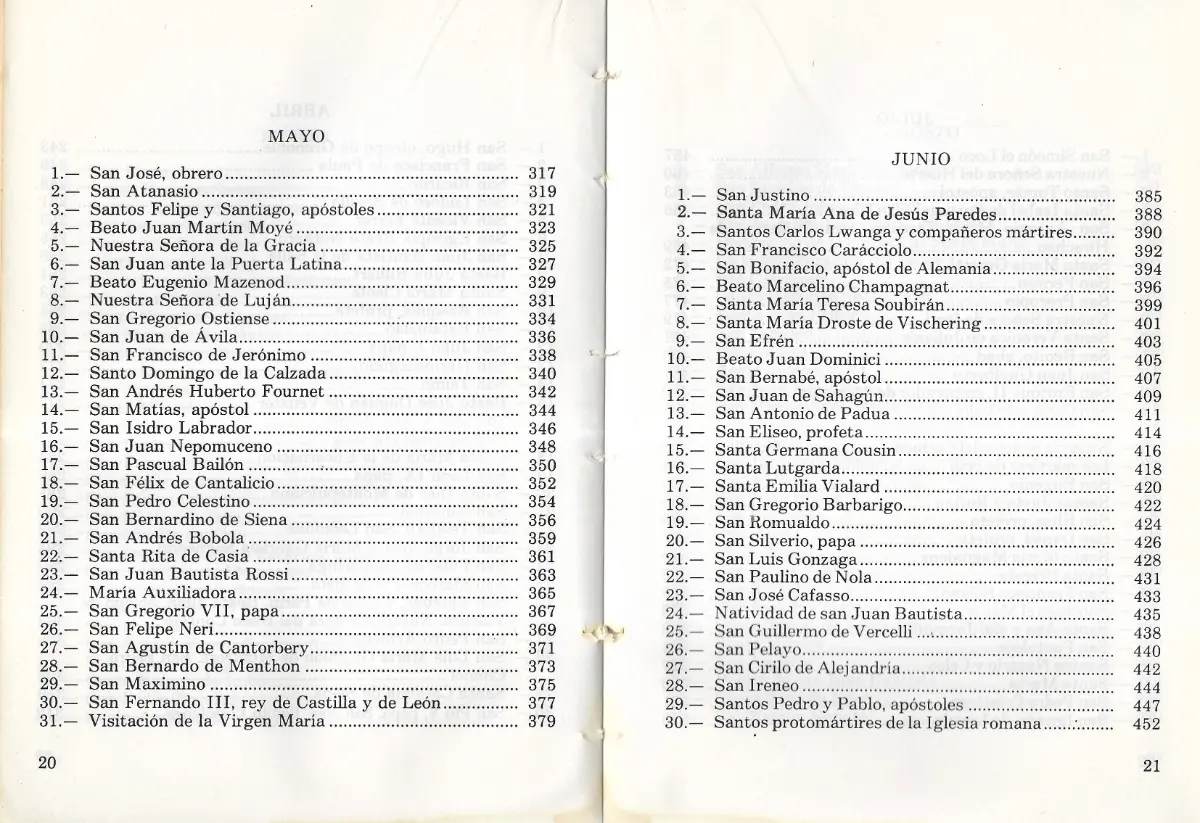 MAYO
1.— San José, obrero ........ 317
2.— San Atanasio ........ 319
3.— Santos Felipe y Santiago, apóstoles ........ 321
4.— Beato Juan Martín Moyé ........ 323
5.— Nuestra Señora de la Gracia ........ 325
6.— San Juan ante la Puerta Latina ........ 327
7.— Beato Eugenio Mazenod ........ 329
8.— Nuestra Señora de Luján ........ 331
9.— San Gregorio Ostiense ........ 334
10.— San Juan de Ávila ........ 336
11.— San Francisco de Jerónimo ........ 338
12.— Santo Domingo de la Calzada ........ 340
13.— San Andrés Huberto Fournet ........ 342
14.— San Matías, apóstol ........ 344
15.— San Isidro Labrador ........ 346
16.— San Juan Nepomuceno ........ 348
17.— San Pascual Bailón ........ 350
18.— San Félix de Cantalicio ........ 352
19.— San Pedro Celestino ........ 354
20.— San Bernardino de Siena ........ 356
21.— San Andrés Bobola ........ 359
22.— Santa Rita de Casia ........ 361
23.— San Juan Bautista Rossi ........ 363
24.— María Auxiliadora ........ 365
25.— San Gregorio VII, papa ........ 367
26.— San Felipe Neri ........ 369
27.— San Agustín de Cantorbery ........ 371
28.— San Bernardo de Menthon ........ 373
29.— San Maximino ........ 375
30.— San Fernando III, rey de Castilla y de León ........ 377
31.— Visitación de la Virgen María ........ 379
20
JUNIO
1.— San Justino ........ 385
2.— Santa María Ana de Jesús Paredes ........ 388
3.— Santos Carlos Lwanga y compañeros mártires ........ 390
4.— San Francisco Carácciolo ........ 392
5.— San Bonifacio, apóstol de Alemania ........ 394
6.— Beato Marcelino Champagnat ........ 396
7.— Santa María Teresa Soubirán ........ 399
8.— Santa María Droste de Vischering ........ 401
9.— San Efrén ........ 403
10.— Beato Juan Dominici ........ 405
11.— San Bernabé, apóstol ........ 407
12.— San Juan de Sahagún ........ 409
13.— San Antonio de Padua ........ 411
14.— San Eliseo, profeta ........ 414
15.— Santa Germana Cousin ........ 416
16.— Santa Lutgarda ........ 418
17.— Santa Emilia Vialard ........ 420
18.— San Gregorio Barbarigo ........ 422
19.— San Romualdo ........ 424
20.— San Silverio, papa ........ 426
21.— San Luis Gonzaga ........ 428
22.— San Paulino de Nola ........ 431
23.— San José Cafasso ........ 433
24.— Natividad de san Juan Bautista ........ 435
25.— San Guillermo de Vercelli ........ 438
26.— San Pelayo ........ 440
27.— San Cirilo de Alejandría ........ 442
28.— San Ireneo ........ 444
29.— Santos Pedro y Pablo, apóstoles ........ 447
30.— Santos protomártires de la Iglesia romana ........ 452
21